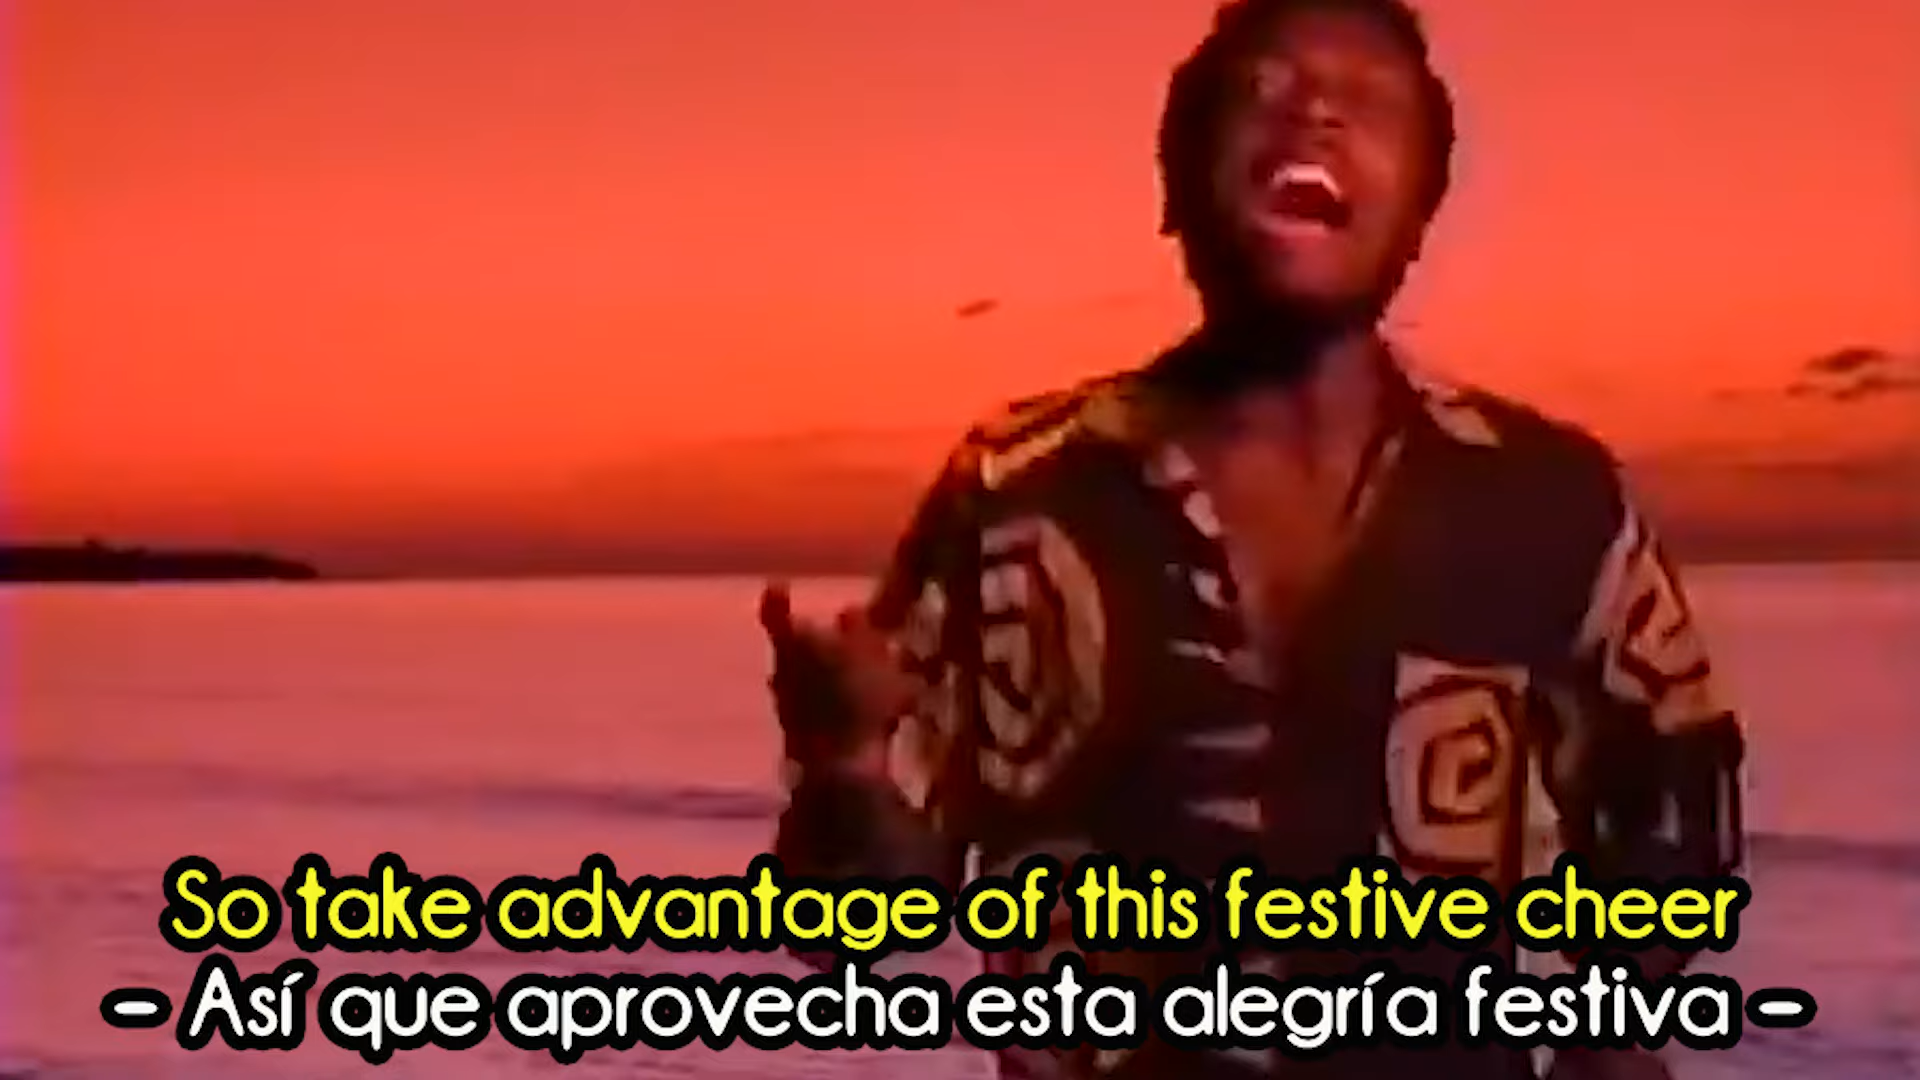 So take advantage of this festive cheer
- Así que aprovecha esta alegría festiva -